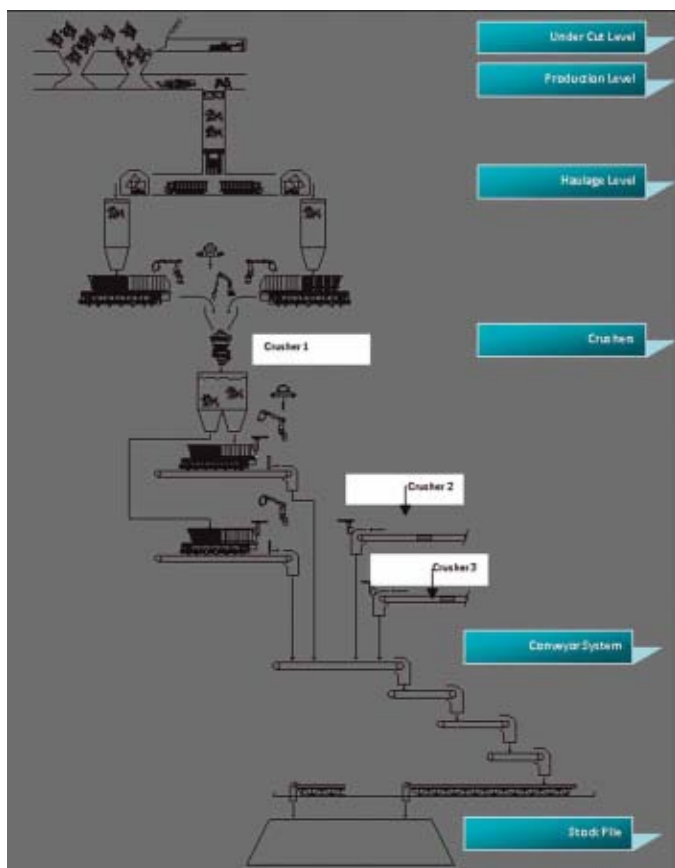 Under Cut Level
Production Level
Haulage Level
Crusher 1
Crushers
Crusher 2
Crusher 3
Conveyor System
Stock Pile